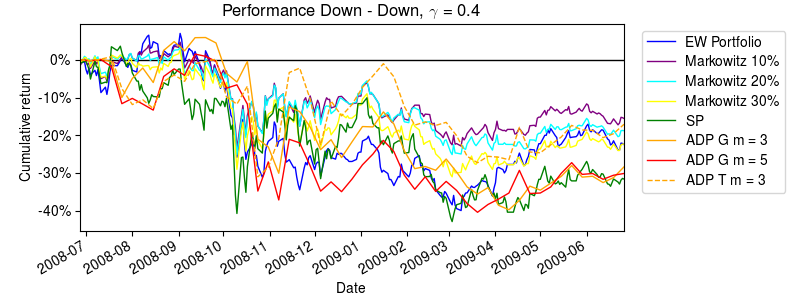 Performance Down - Down, γ = 0.4
Cumulative return
0%
-10%
-20%
-30%
-40%
2008-07
2008-08
2008-09
2008-10
2008-11
2008-12
2009-01
2009-02
2009-03
2009-04
2009-05
2009-06
Date
EW Portfolio
Markowitz 10%
Markowitz 20%
Markowitz 30%
SP
ADP G m = 3
ADP G m = 5
ADP T m = 3